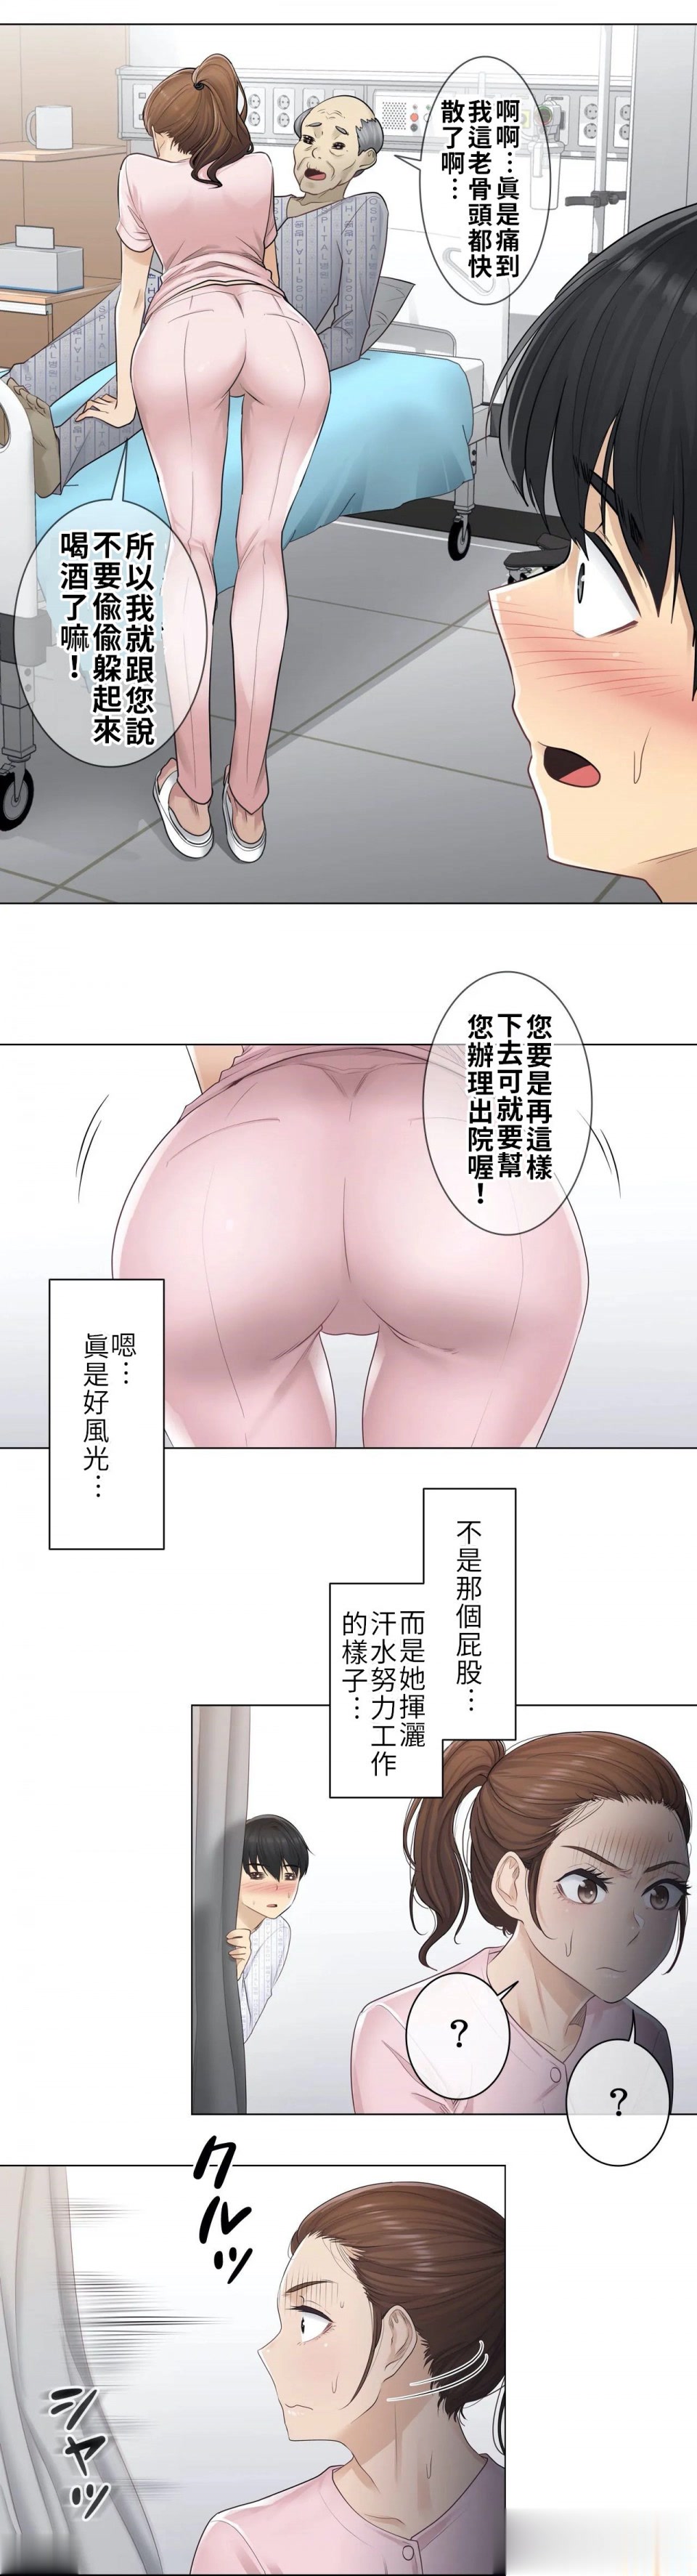 啊啊…真是痛到
我這老骨頭都快
散了啊…
所以我就跟您說
不要偷偷躲起來
喝酒了嘛！
您要是再這樣
下去可就要幫
您辦理出院喔！
嗯…
真是好風光…
不是那個屁股…
而是她揮灑
汗水努力工作
的樣子…
？
？
クルッ
シャッ